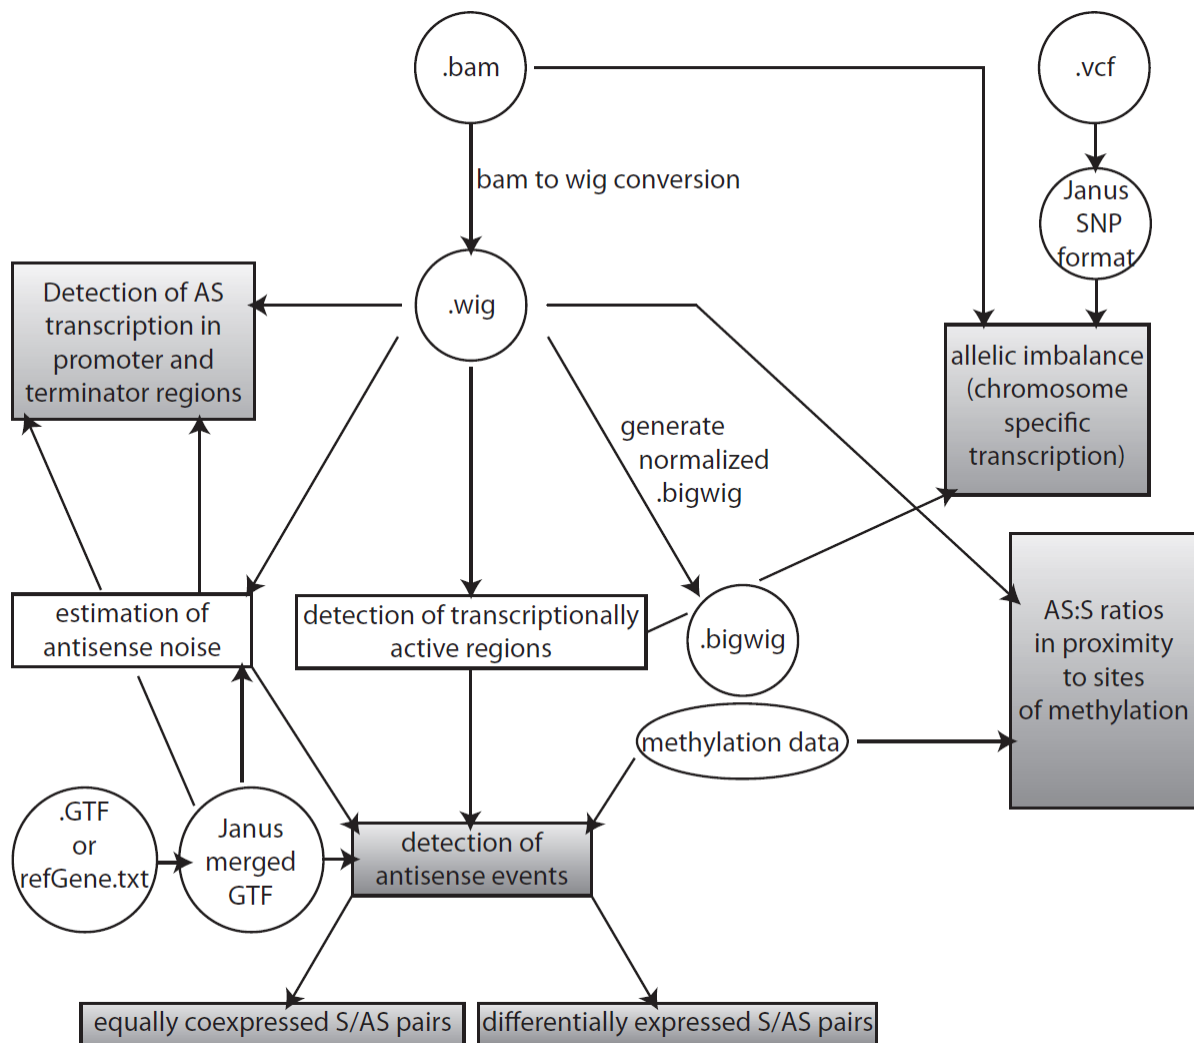 .bam
.vcf
bam to wig conversion
Janus
SNP
format
Detection of AS
transcription in
promoter and
terminator regions
.wig
allelic imbalance
(chromosome
specific
transcription)
generate
normalized
.bigwig
estimation of
antisense noise
detection of transcriptionally
active regions
.bigwig
AS:S ratios
in proximity
to sites
of methylation
methylation data
.GTF
or
refGene.txt
Janus
merged
GTF
detection of
antisense events
equally coexpressed S/AS pairs
differentially expressed S/AS pairs